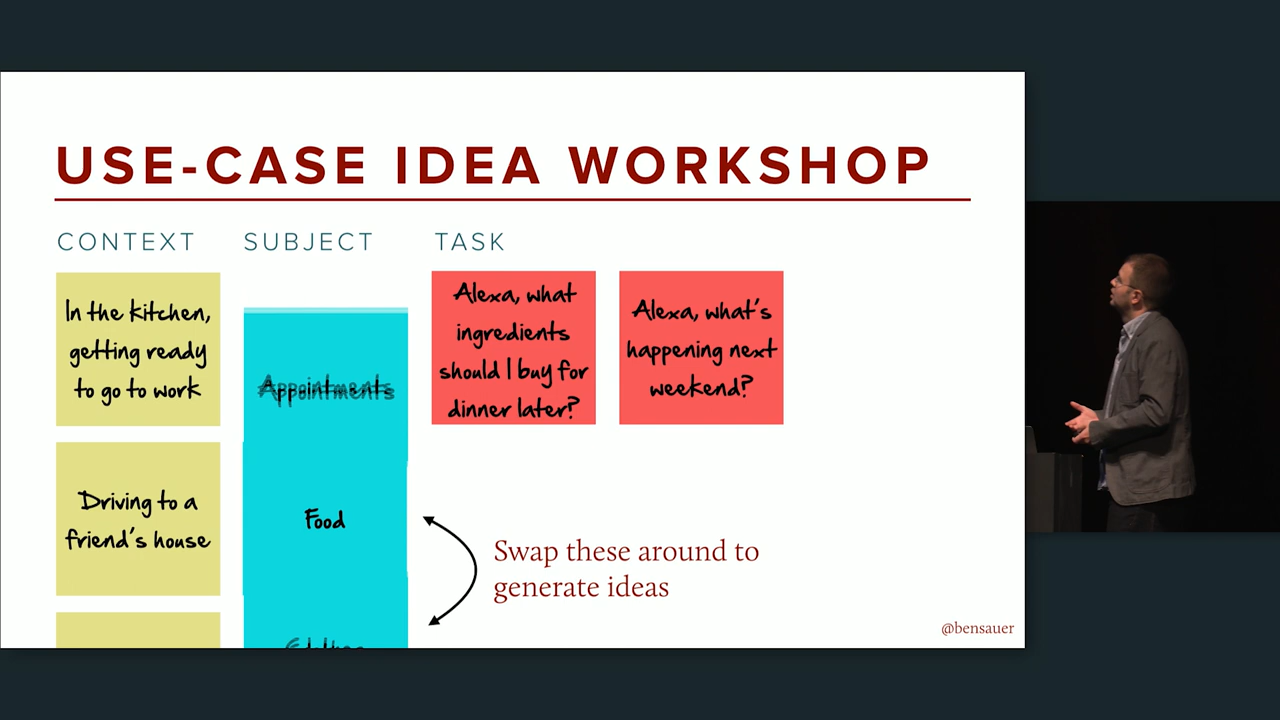 USE-CASE IDEA WORKSHOP
CONTEXT
SUBJECT
TASK
In the kitchen,
getting ready
to go to work
Appointments
Alexa, what
ingredients
should I buy for
dinner later?
Alexa, what's
happening next
weekend?
Driving to a
friend's house
Food
Swap these around to
generate ideas
@bensauer